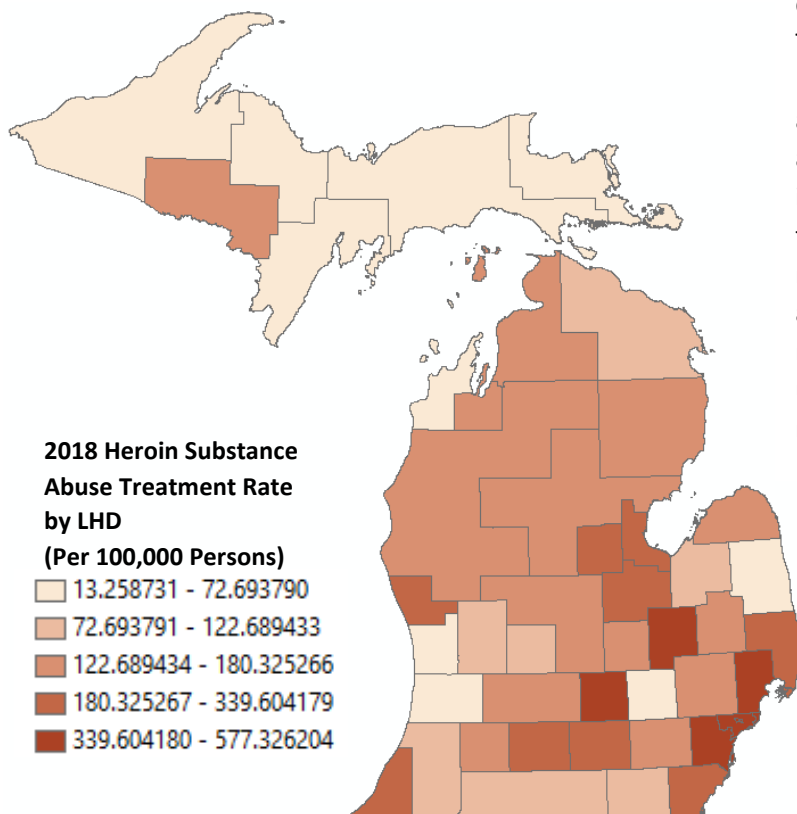 2018 Heroin Substance
Abuse Treatment Rate
by LHD
(Per 100,000 Persons)
13.258731 - 72.693790
72.693791 - 122.689433
122.689434 - 180.325266
180.325267 - 339.604179
339.604180 - 577.326204